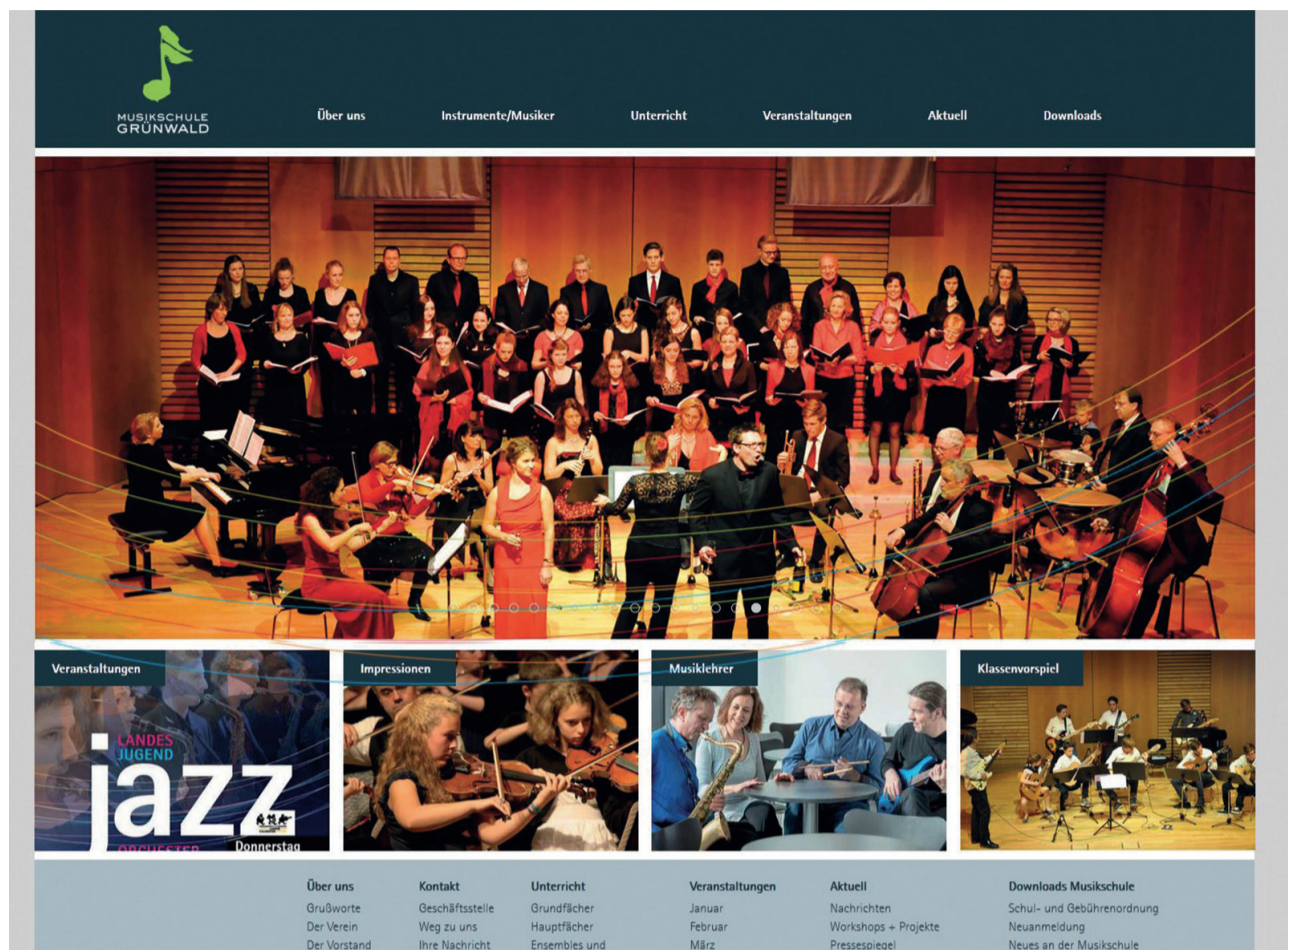 MUSIKSCHULE
GRÜNWALD
Über uns Instrumente/Musiker Unterricht Veranstaltungen Aktuell Downloads
Veranstaltungen
LANDES
JUGEND
jazz
ORCHESTER
Donnerstag
Impressionen
Musiklehrer
Klassenvorspiel
Über uns Kontakt Unterricht Veranstaltungen Aktuell Downloads Musikschule
Grußworte Geschäftsstelle Grundfächer Januar Nachrichten Schul- und Gebührenordnung
Der Verein Weg zu uns Hauptfächer Februar Workshops + Projekte Neuanmeldung
Der Vorstand Ihre Nachricht Ensembles und März Pressespiegel Neues an der Musikschule